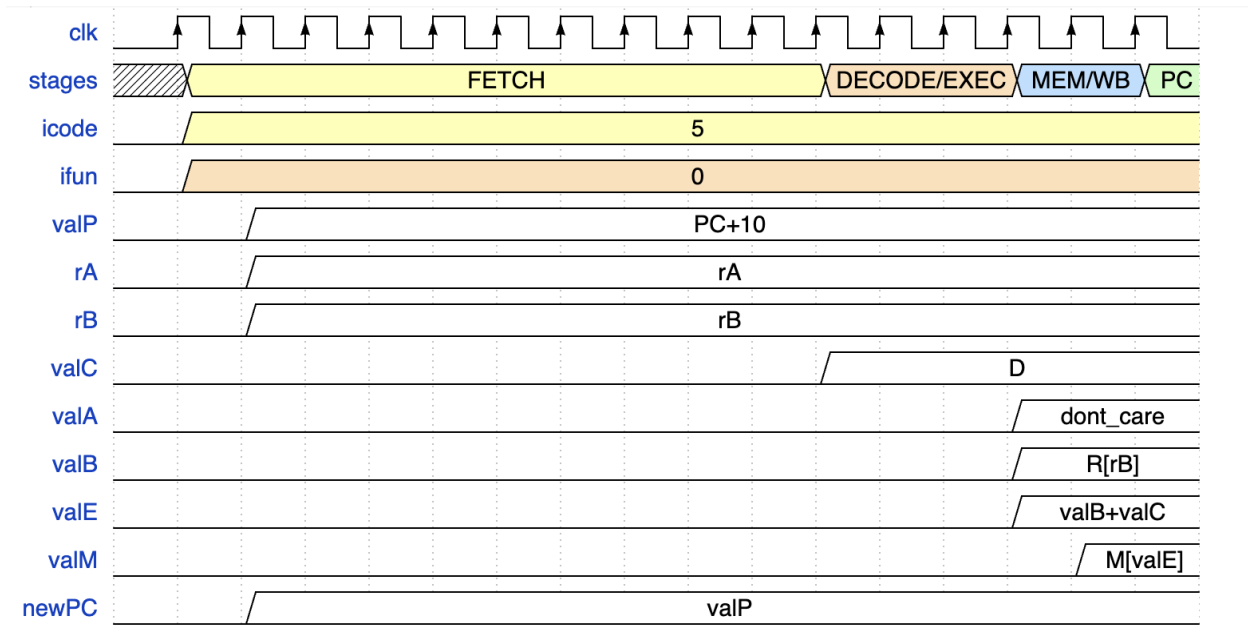 clk
stages FETCH DECODE/EXEC MEM/WB PC
icode 5
ifun 0
valP PC+10
rA rA
rB rB
valC D
valA dont_care
valB R[rB]
valE valB+valC
valM M[valE]
newPC valP